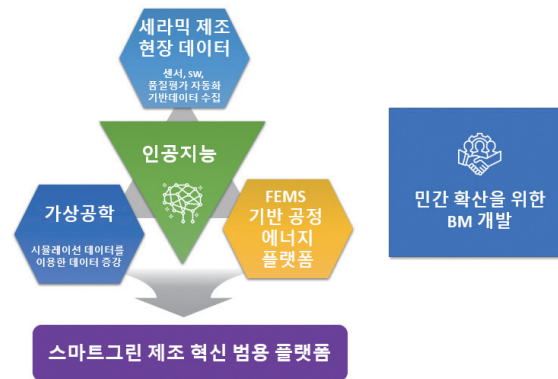 세라믹 제조
현장 데이터
센서, SW,
품질평가 자동화
기반데이터 수집
인공지능
가상공학
시뮬레이션 데이터를
이용한 데이터 증강
FEMS
기반 공정
에너지
플랫폼
스마트그린 제조 혁신 범용 플랫폼
민간 확산을 위한
BM 개발